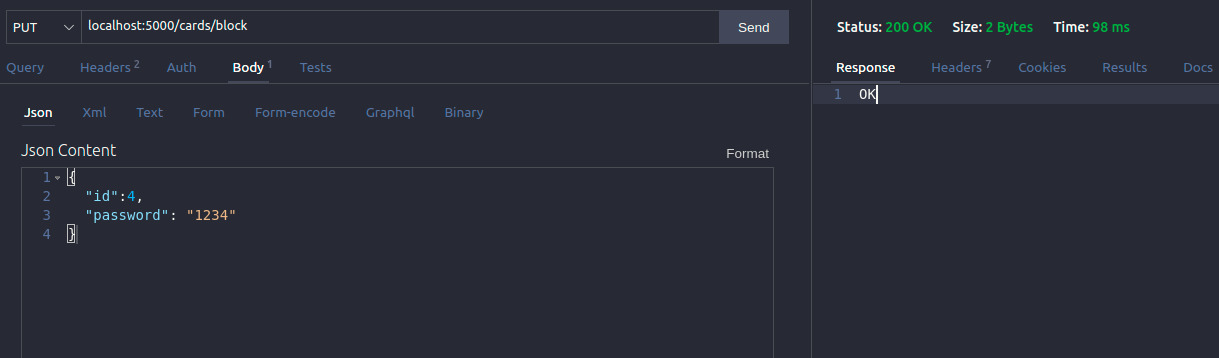 PUT localhost:5000/cards/block Send
Status: 200 OK Size: 2 Bytes Time: 98 ms
Query Headers 2 Auth Body 1 Tests
Response Headers 7 Cookies Results Docs
1 OK
Json Xml Text Form Form-encode Graphql Binary
Json Content Format
1 {
2 "id":4,
3 "password": "1234"
4 }